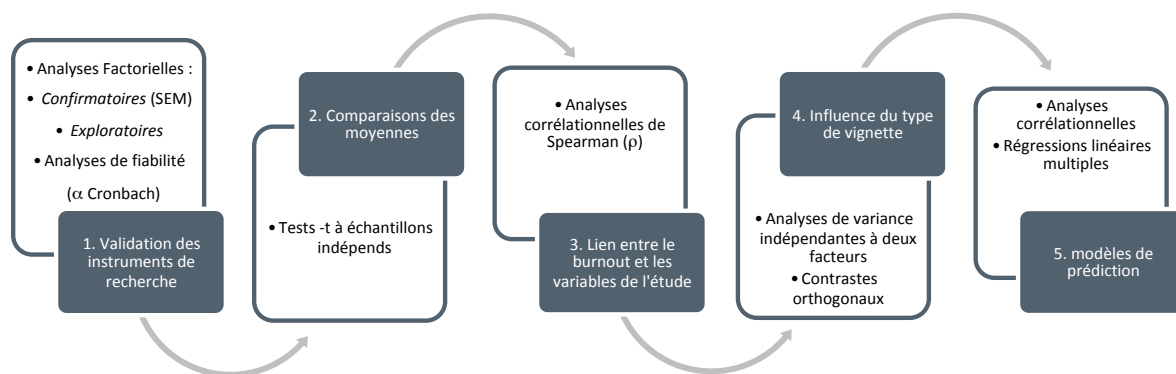 • Analyses Factorielles :
• Confirmatoires (SEM)
• Exploratoires
• Analyses de fiabilité
(α Cronbach)
1. Validation des
instruments de
recherche
2. Comparaisons des
moyennes
• Tests -t à échantillons
indépends
• Analyses
corrélationnelles de
Spearman (ρ)
3. Lien entre le
burnout et les
variables de l'étude
4. Influence du type
de vignette
• Analyses de variance
indépendantes à deux
facteurs
• Contrastes
orthogonaux
• Analyses
corrélationnelles
• Régressions linéaires
multiples
5. modèles de
prédiction